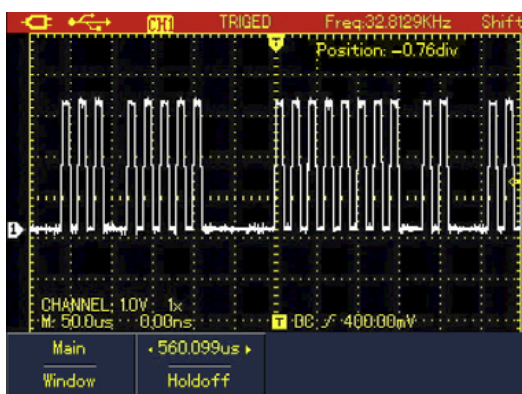 CH1 TRIGED Freq:32.8129KHz Shift
T
Position: -0.76div
1
CHANNEL; 1.0V 1x
M: 50.0us 0.00ns T DC 400.00mV
Main 560.099us
Window Holdoff